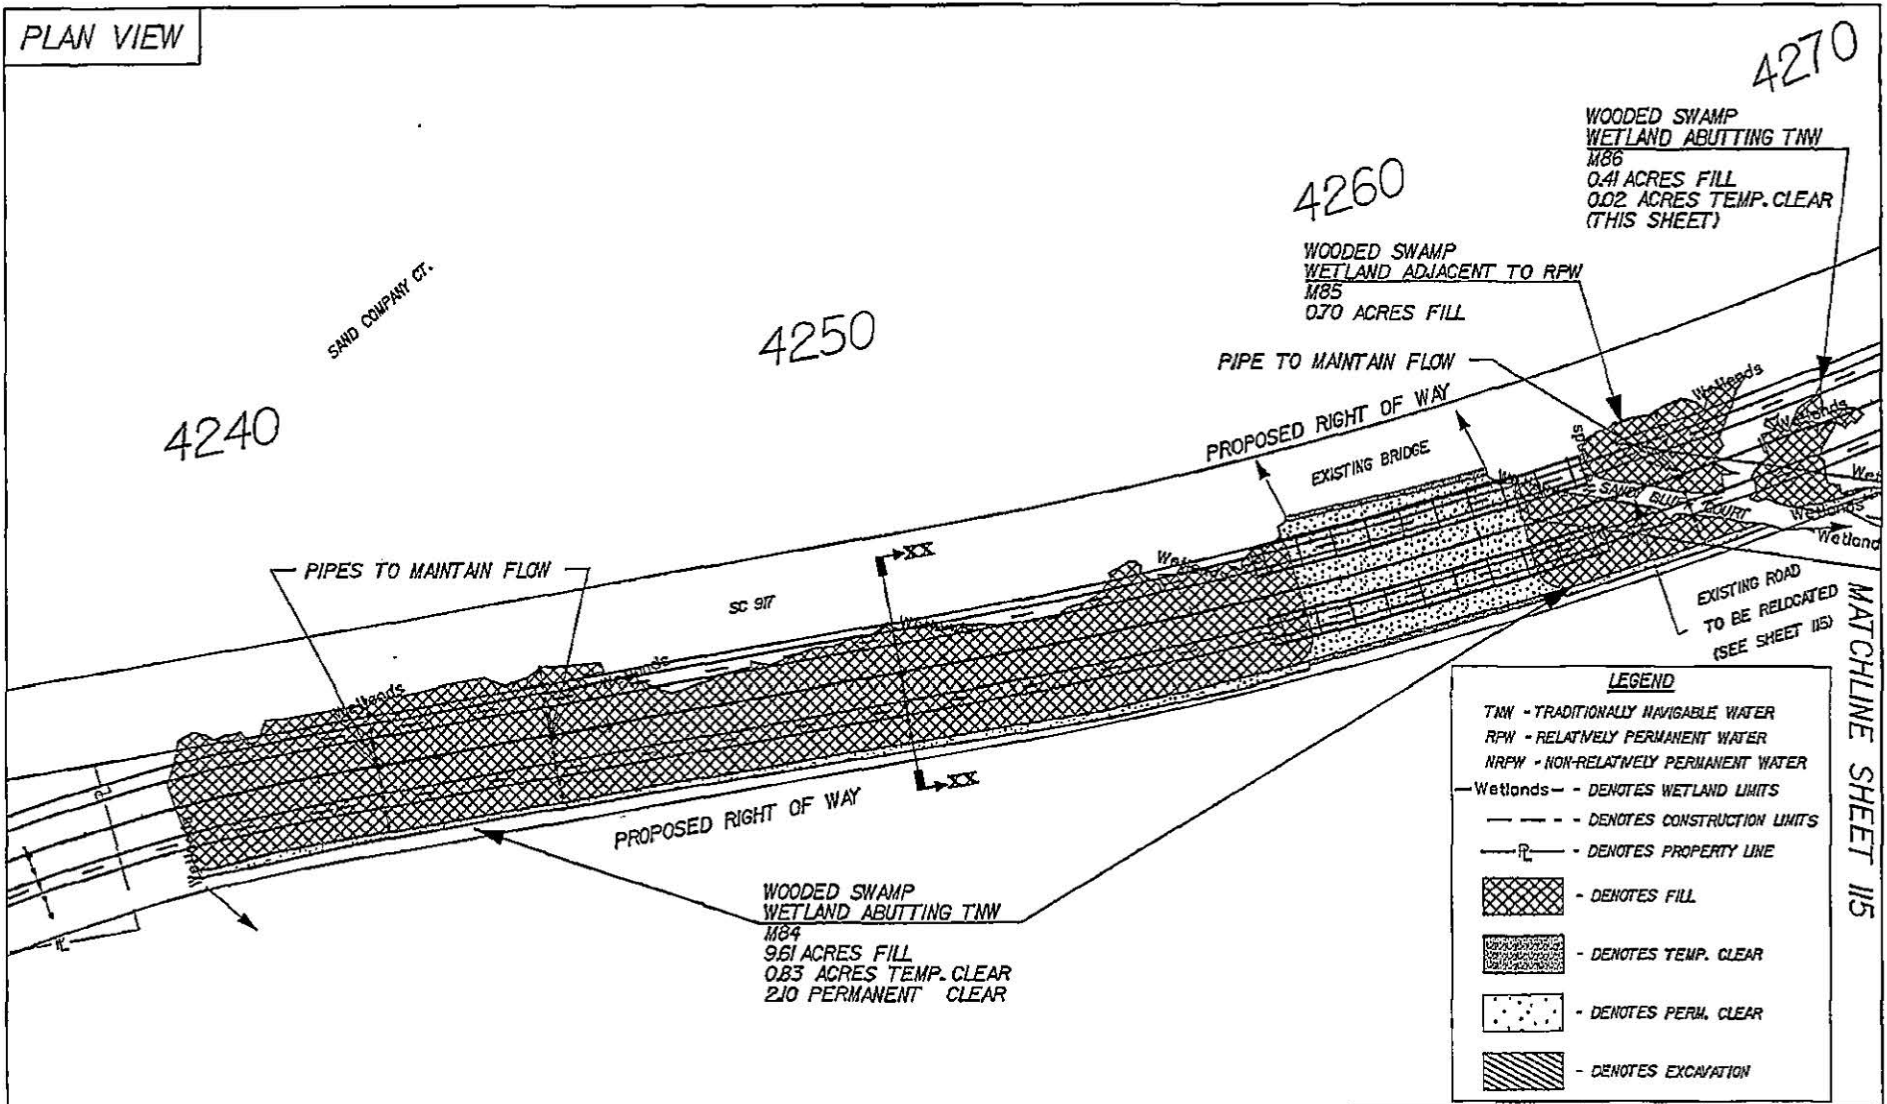 PLAN VIEW
4270
WOODED SWAMP
WETLAND ABUTTING TNW
M86
0.41 ACRES FILL
0.02 ACRES TEMP. CLEAR
(THIS SHEET)
4260
WOODED SWAMP
WETLAND ADJACENT TO RPW
M85
0.70 ACRES FILL
SAND COMPANY CT.
4250
PIPE TO MAINTAIN FLOW
PROPOSED RIGHT OF WAY
EXISTING BRIDGE
4240
Wetlands
Wetlands
SANDY BLUFF
COURT
Wetlands
Wetland
XX
PIPES TO MAINTAIN FLOW
SC 917
Wetlands
EXISTING ROAD
TO BE RELOCATED
(SEE SHEET 115)
MATCHLINE SHEET 115
XX
PROPOSED RIGHT OF WAY
PL
PL
WOODED SWAMP
WETLAND ABUTTING TNW
M84
9.61 ACRES FILL
0.83 ACRES TEMP. CLEAR
2.10 PERMANENT CLEAR
LEGEND
TNW - TRADITIONALLY NAVIGABLE WATER
RPW - RELATIVELY PERMANENT WATER
NRPW - NON-RELATIVELY PERMANENT WATER
Wetlands - DENOTES WETLAND LIMITS
- DENOTES CONSTRUCTION LIMITS
PL - DENOTES PROPERTY LINE
- DENOTES FILL
- DENOTES TEMP. CLEAR
- DENOTES PERM. CLEAR
- DENOTES EXCAVATION